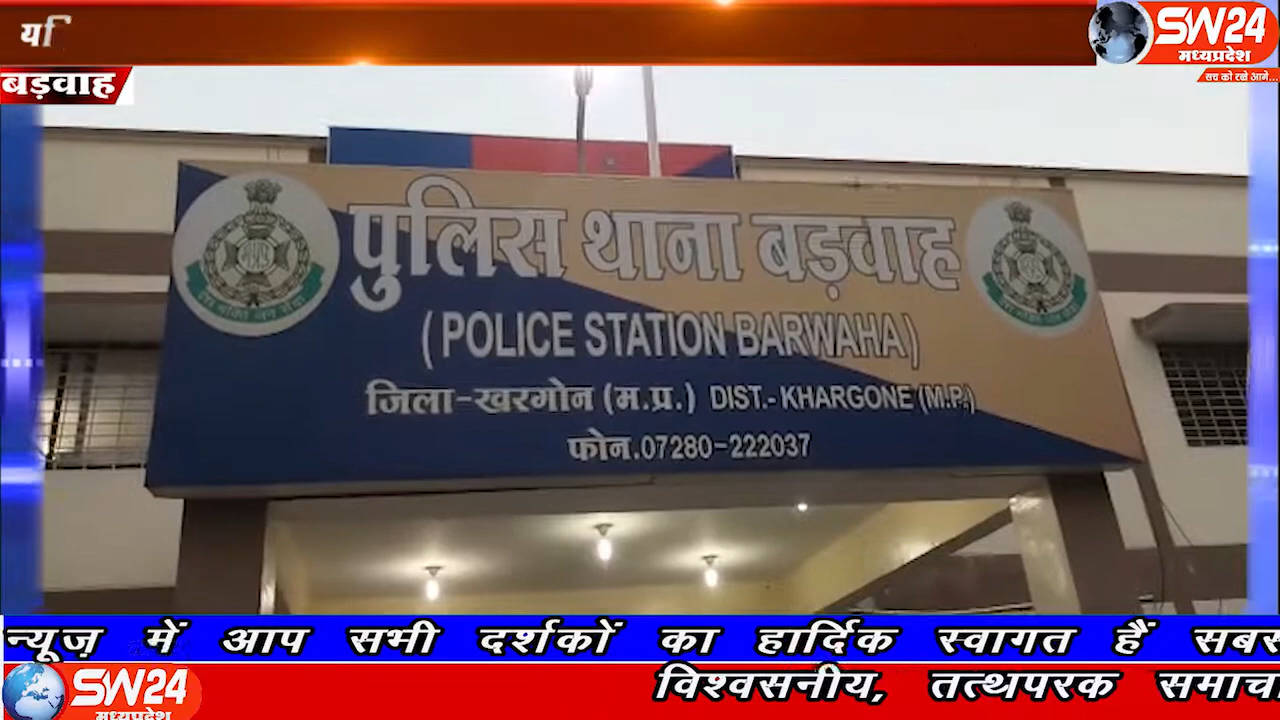 SW24
मध्यप्रदेश
सच को रखे आगे...
बड़वाह
पुलिस थाना बड़वाह
(POLICE STATION BARWAHA)
जिला-खरगोन (म.प्र.) DIST.- KHARGONE (M.P.)
फोन.07280-222037
न्यूज़ में आप सभी दर्शकों का हार्दिक स्वागत हैं सबस
विश्वसनीय, तत्थपरक समाचा
SW24
मध्यप्रदेश